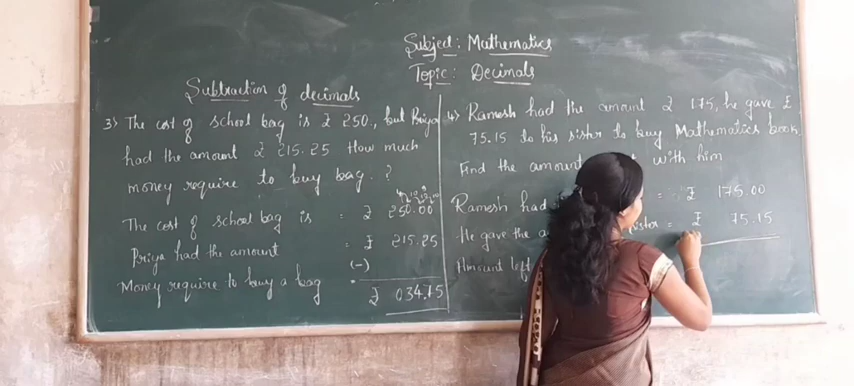 Subject: Mathematics
Topic: Decimals
Subtraction of decimals
3> The cost of school bag is ₹ 250., but Priya
had the amount ₹ 215.25 How much
money require to buy bag. ?
The cost of school bag is = ₹ 250.00
Priya had the amount = ₹ 215.25
(-)
Money require to buy a bag ₹ 034.75
4> Ramesh had the amount ₹ 175, he gave ₹
75.15 to his sister to buy Mathematics book.
Find the amount with him
Ramesh had = ₹ 175.00
He gave the sister = ₹ 75.15
Amount left